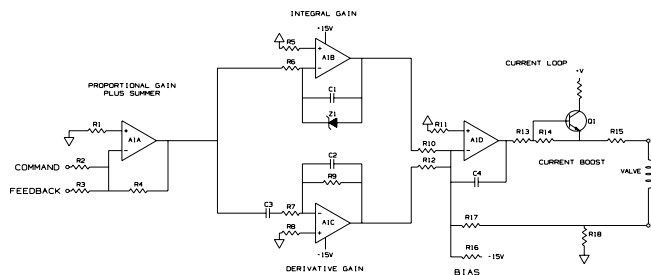 INTEGRAL GAIN
-15V
R5
A1B
R6
C1
Z1
PROPORTIONAL GAIN
PLUS SUMMER
R1
A1A
COMMAND
R2
FEEDBACK
R3
R4
C2
R9
C3
R7
A1C
R8
-15V
DERIVATIVE GAIN
CURRENT LOOP
+V
Q1
R11
A1D
R13
R14
R15
R10
R12
C4
CURRENT BOOST
VALVE
R17
R18
R16
-15V
BIAS